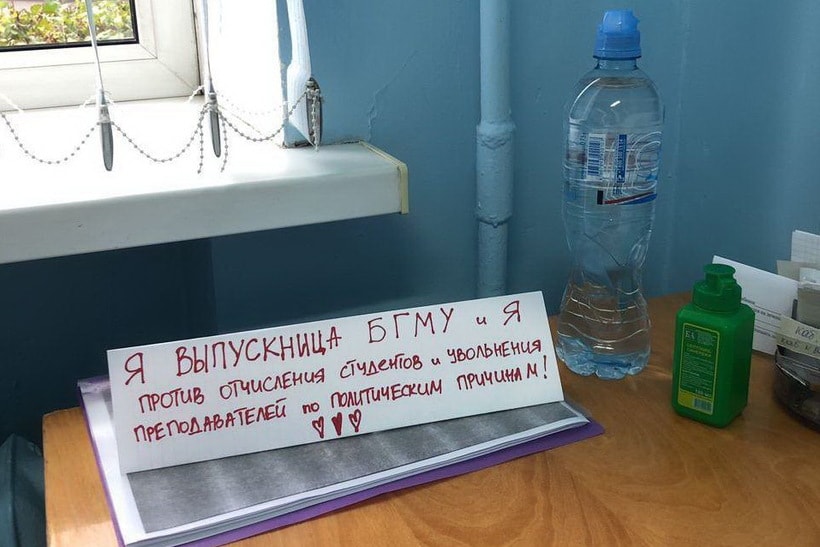 Я ВЫПУСКНИЦА БГМУ и Я
ПРОТИВ ОТЧИСЛЕНИЯ СТУДЕНТОВ и УВОЛЬНЕНИЯ
ПРЕПОДАВАТЕЛЕЙ по ПОЛИТИЧЕСКИМ ПРИЧИНАМ!